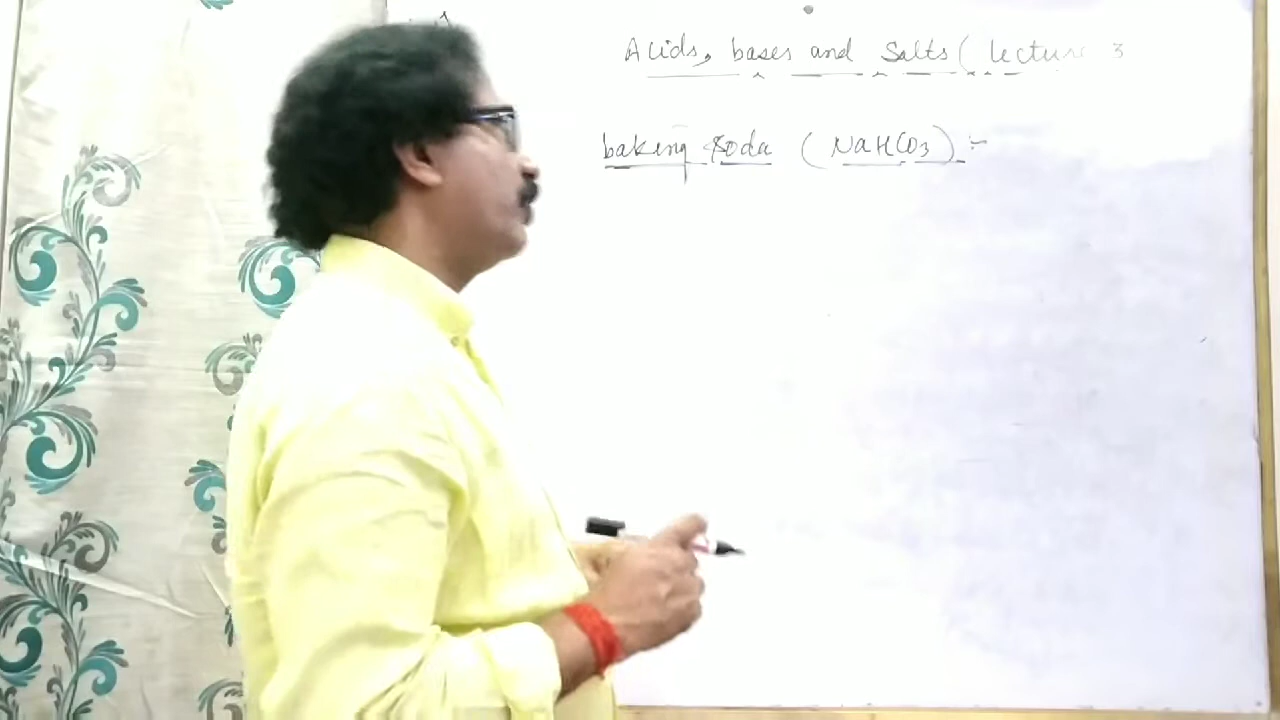 Acids, bases and Salts ( lecture 3
baking soda ( NaHCO3 ) :-